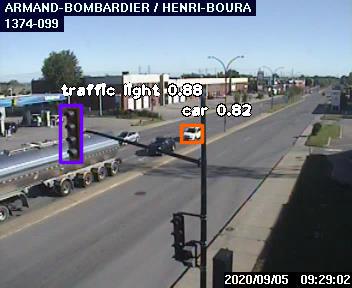 ARMAND-BOMBARDIER / HENRI-BOURA
1374-099
traffic light 0.88
car 0.82
2020/09/05 09:29:02